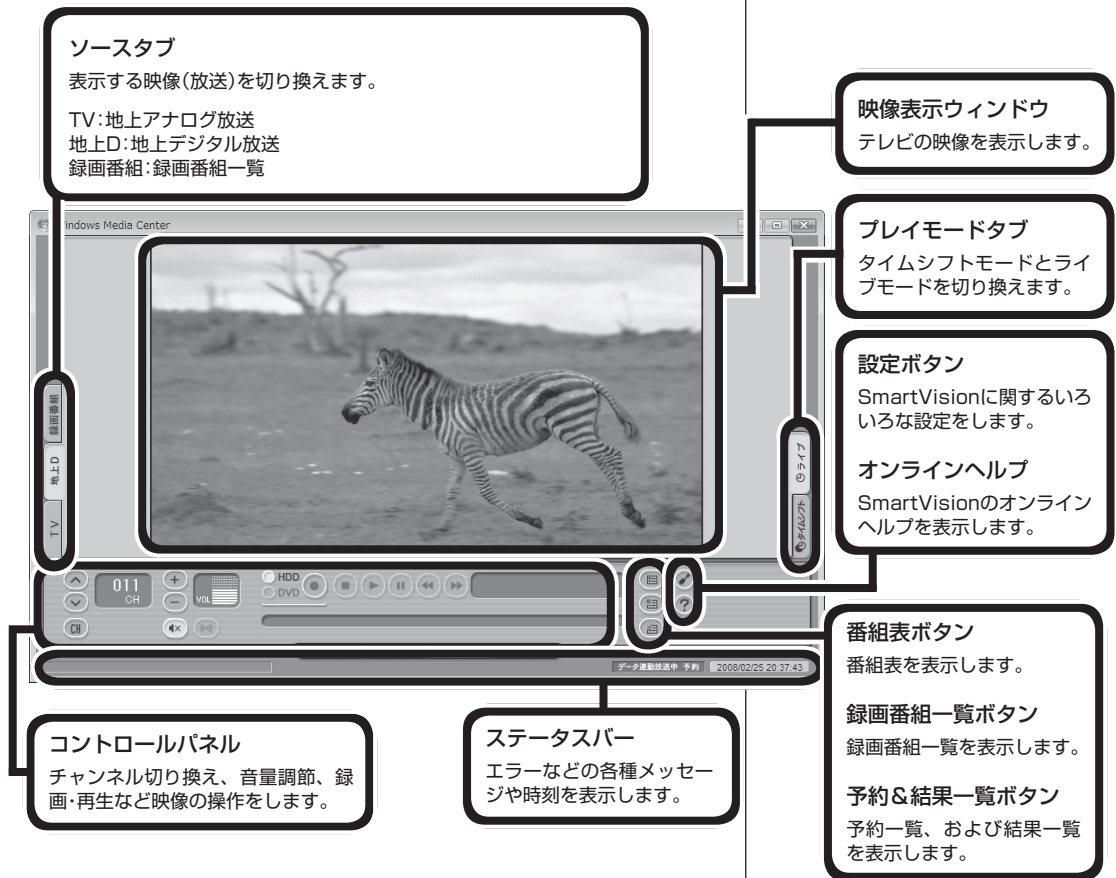 ソースタブ
表示する映像(放送)を切り換えます。
TV:地上アナログ放送
地上D:地上デジタル放送
録画番組:録画番組一覧
映像表示ウィンドウ
テレビの映像を表示します。
プレイモードタブ
タイムシフトモードとライ
ブモードを切り換えます。
設定ボタン
SmartVisionに関するいろ
いろな設定をします。
オンラインヘルプ
SmartVisionのオンライン
ヘルプを表示します。
番組表ボタン
番組表を表示します。
録画番組一覧ボタン
録画番組一覧を表示します。
予約&結果一覧ボタン
予約一覧、および結果一覧
を表示します。
indows Media Center
録画番組
地上D
TV
ライブ
タイムシフト
011
CH
CH
+
−
VOL
HDD
DVD
?
データ連動放送中 予約
2008/02/25 20:37:43
コントロールパネル
チャンネル切り換え、音量調節、録
画・再生など映像の操作をします。
ステータスバー
エラーなどの各種メッセー
ジや時刻を表示します。